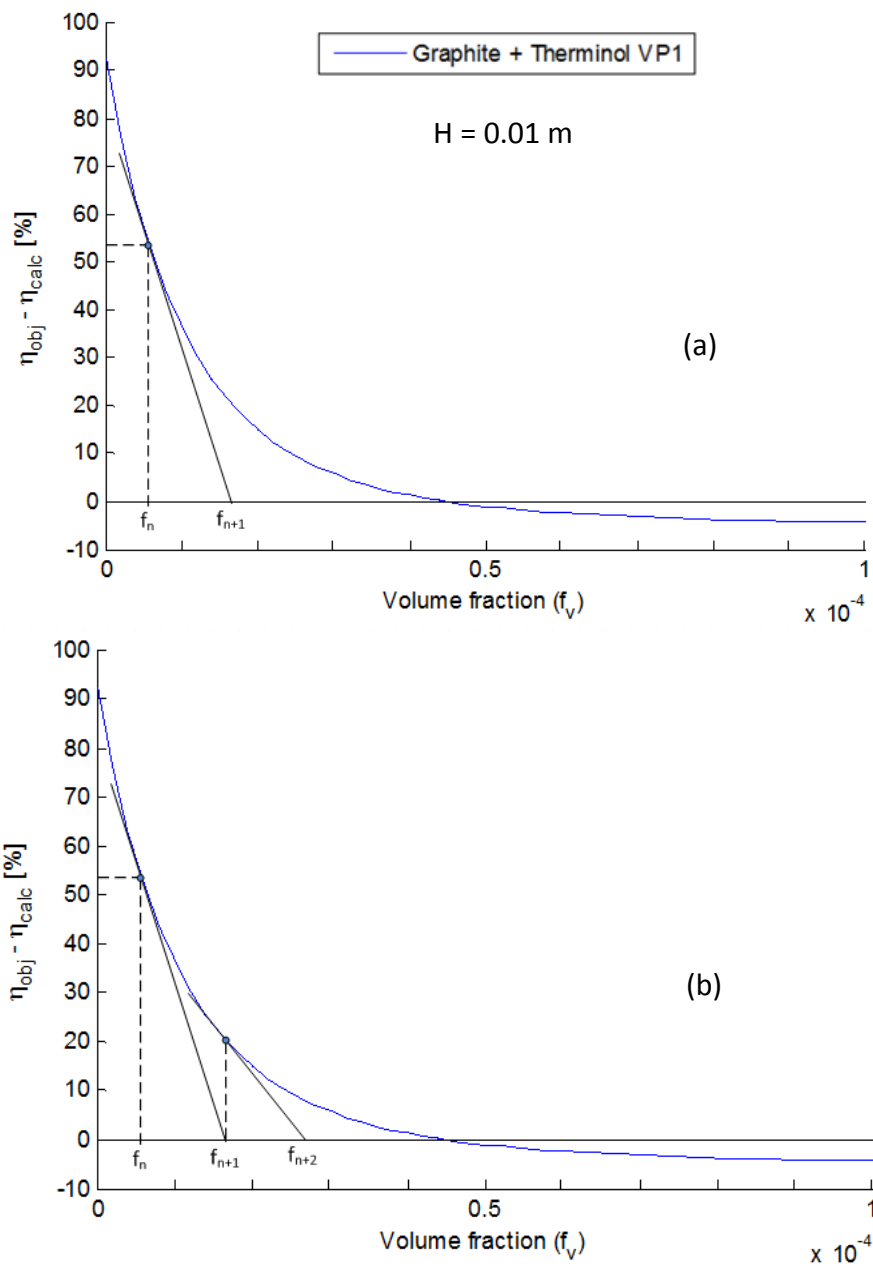 100
Graphite + Therminol VP1
90
80
H = 0.01 m
70
60
50
40
(a)
30
20
10
0
fn
fn+1
-10
0
0.5
1
ηobj - ηcalc [%]
Volume fraction (fv)
x 10-4
100
90
80
70
60
50
40
30
(b)
20
10
0
fn
fn+1
fn+2
-10
0
0.5
1
ηobj - ηcalc [%]
Volume fraction (fv)
x 10-4